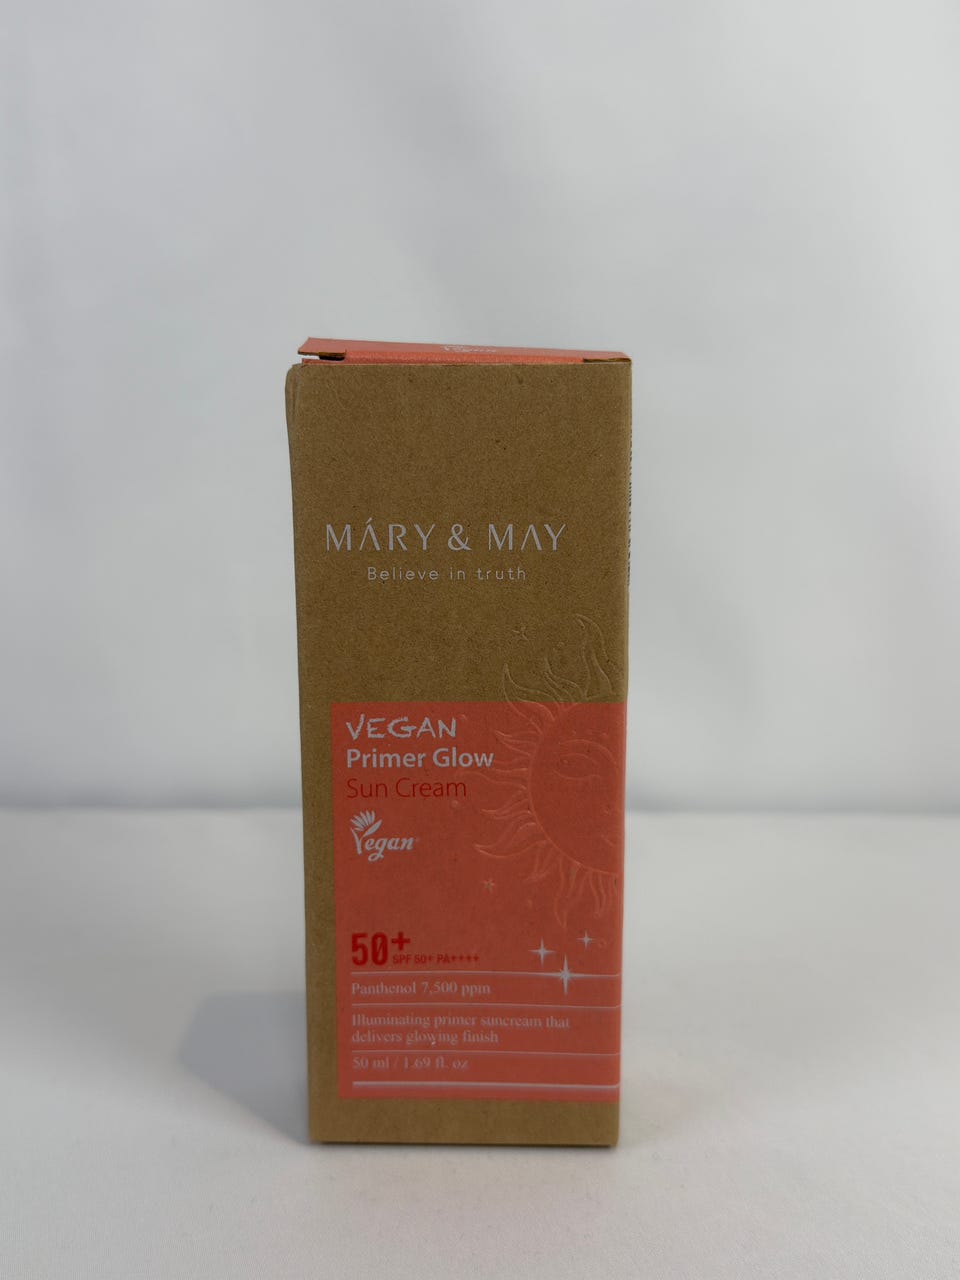 Vegan
MÁRY & MAY
Believe in truth
VEGAN
Primer Glow
Sun Cream
Vegan
50+
SPF 50+ PA++++
Panthenol 7,500 ppm
Illuminating primer suncream that
delivers glowing finish
50 ml / 1.69 fl. oz